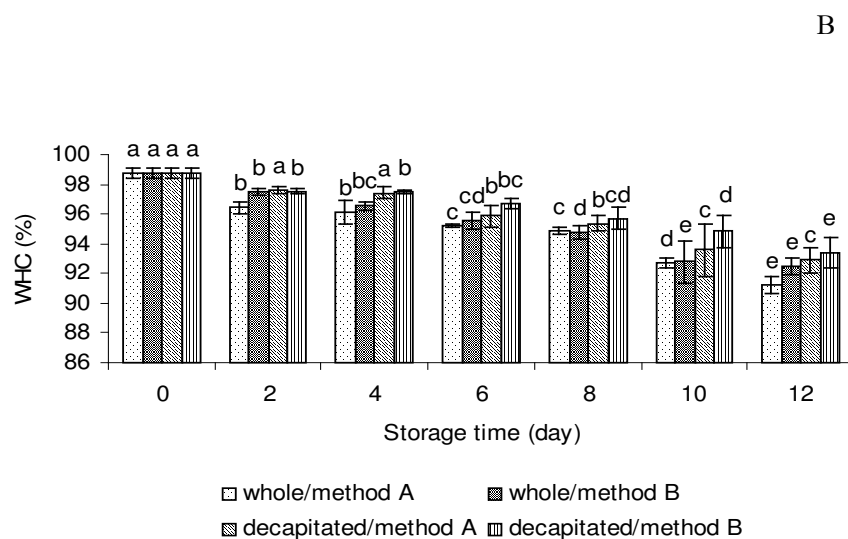 B
a a a a
b b a b
b bc a b
c cd b bc
c d b cd
d e c d
e e c e
100
98
96
94
92
90
88
86
WHC (%)
0 2 4 6 8 10 12
Storage time (day)
whole/method A whole/method B
decapitated/method A decapitated/method B